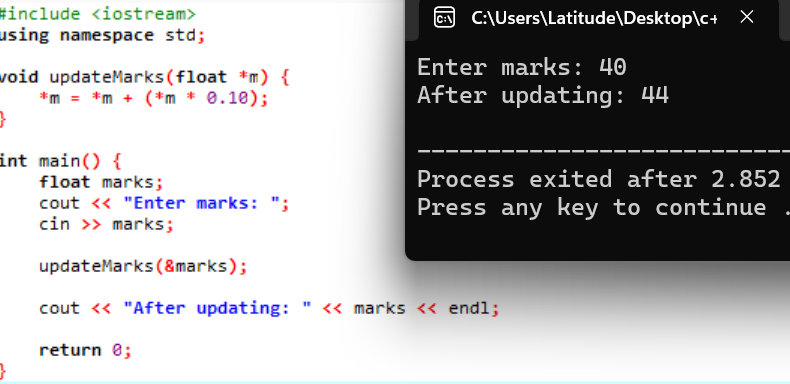 #include <iostream>
using namespace std;
void updateMarks(float *m) {
*m = *m + (*m * 0.10);
}
int main() {
float marks;
cout << "Enter marks: ";
cin >> marks;
updateMarks(&marks);
cout << "After updating: " << marks << endl;
return 0;
}
C:\Users\Latitude\Desktop\c+
Enter marks: 40
After updating: 44
--------------------------
Process exited after 2.852
Press any key to continue .